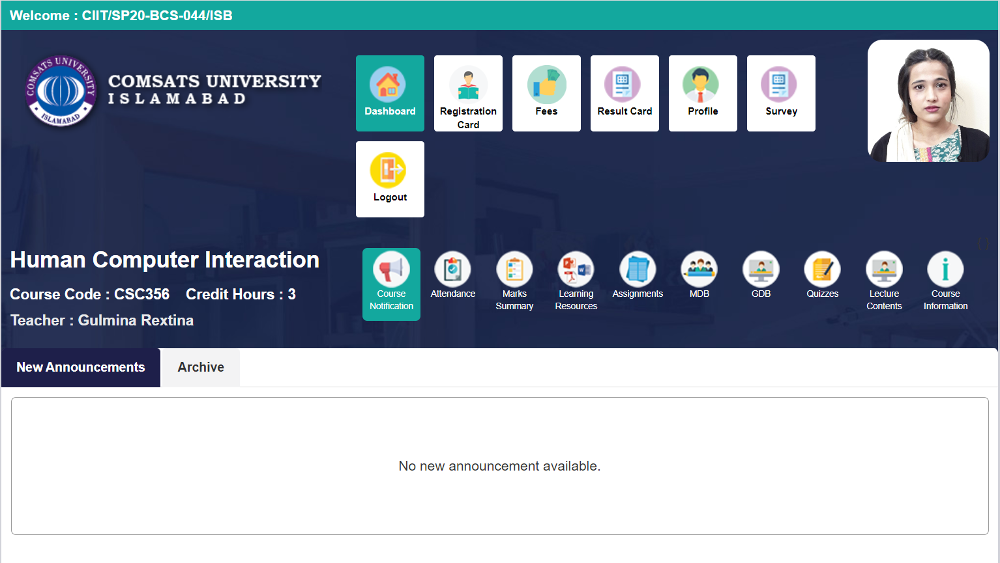 Welcome : CIIT/SP20-BCS-044/ISB
COMSATS UNIVERSITY
ISLAMABAD
COMSATS UNIVERSITY
ISLAMABAD
Dashboard
Registration
Card
Fees
Result Card
Profile
Survey
Logout
Human Computer Interaction
Course Code : CSC356 Credit Hours : 3
Teacher : Gulmina Rextina
Course
Notification
Attendance
Marks
Summary
Learning
Resources
Assignments
MDB
GDB
Quizzes
Lecture
Contents
Course
Information
New Announcements
Archive
No new announcement available.